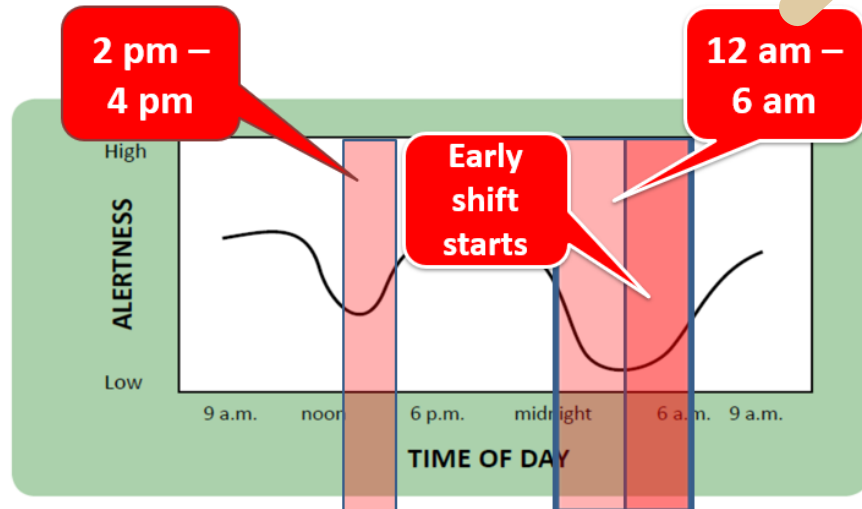 2 pm –
4 pm
12 am –
6 am
Early
shift
starts
High
ALERTNESS
Low
9 a.m. noon 6 p.m. midnight 6 a.m. 9 a.m.
TIME OF DAY